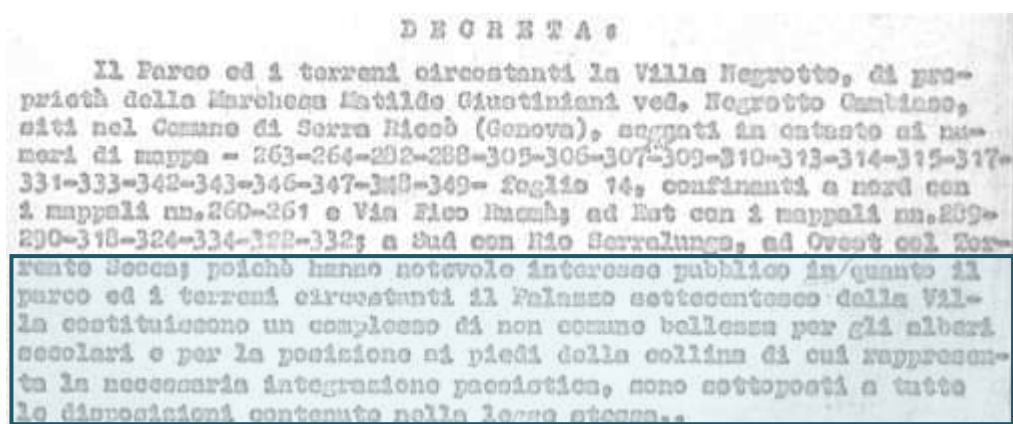 DECRETA:
Il Parco ed i terreni circostanti la Villa Negrotto, di pro-
prietà della Marchesa Matilde Giustiniani ved. Negrotto Cambiaso,
siti nel Comune di Serra Riccò (Genova), segnati in catasto ai nu-
meri di mappa - 263-264-282-288-305-306-307-309-310-313-314-315-317-
331-333-342-343-346-347-348-349- foglio 14, confinanti a nord con
i mappali nn.260-261 e Via Fico ad Est con i mappali nn.289-
290-318-324-334-322-332; a Sud con Rio Serralunga, ad Ovest col Tor-
rente Secca; poichè hanno notevole interesse pubblico in/quanto il
parco ed i terreni circostanti il Palazzo settecentesco della Vil-
la costituiscono un complesso di non comune bellezza per gli alberi
secolari e per la posizione ai piedi della collina di cui rappresen-
ta la necessaria integrazione paesistica, sono sottoposti a tutte
le disposizioni contenute nella legge stessa..